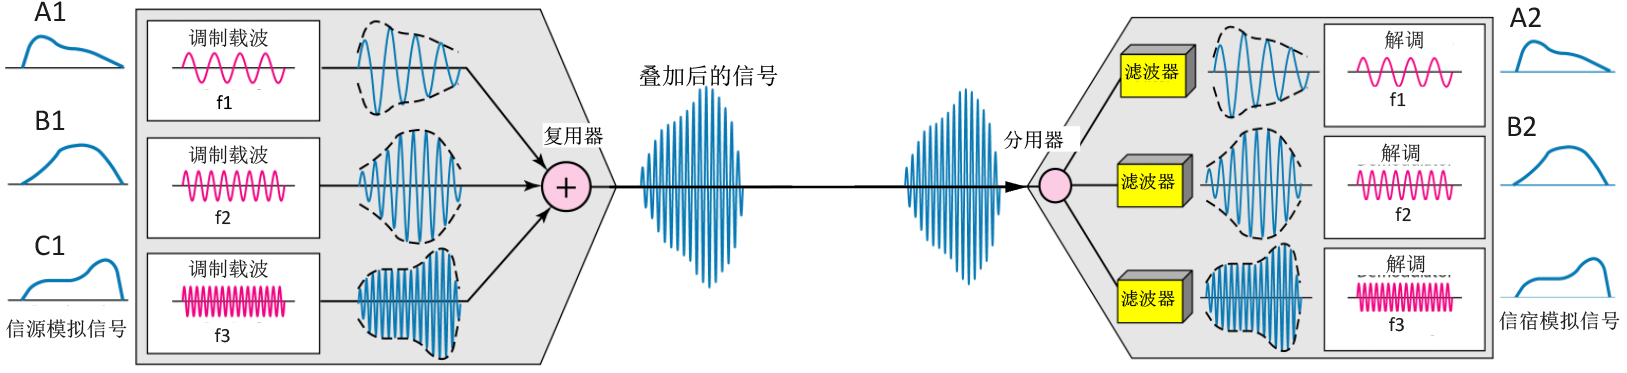 A1
调制载波
f1
B1
调制载波
f2
C1
调制载波
f3
信源模拟信号
复用器
叠加后的信号
分用器
滤波器
滤波器
滤波器
解调
f1
解调
f2
解调
f3
A2
B2
C2
信宿模拟信号